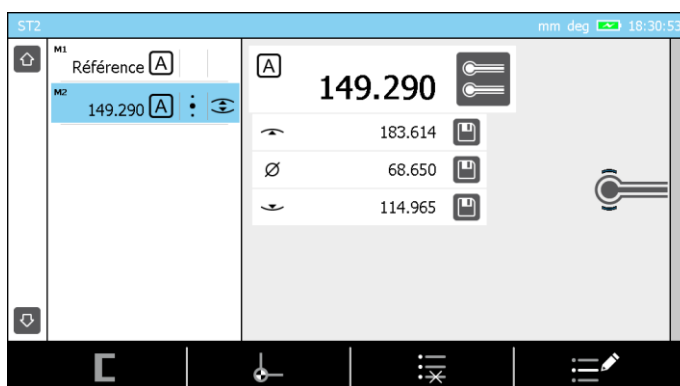 ST2
mm deg 18:30:53
M1
Référence A
M2
149.290 A
A
149.290
183.614
Ø 68.650
114.965